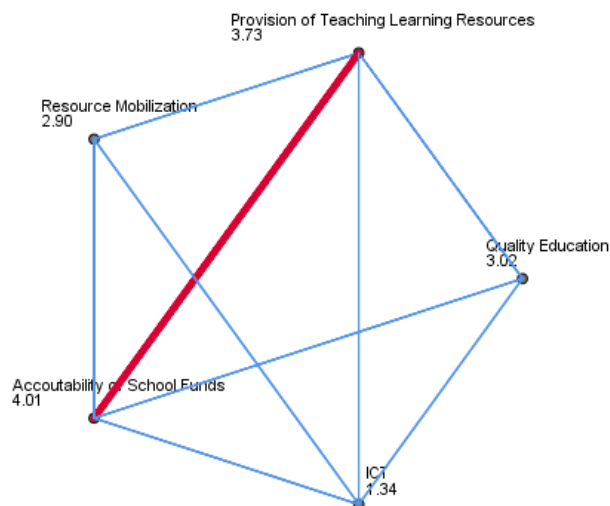 Provision of Teaching Learning Resources
3.73
Resource Mobilization
2.90
Quality Education
3.02
Accoutability of School Funds
4.01
ICT
1.34